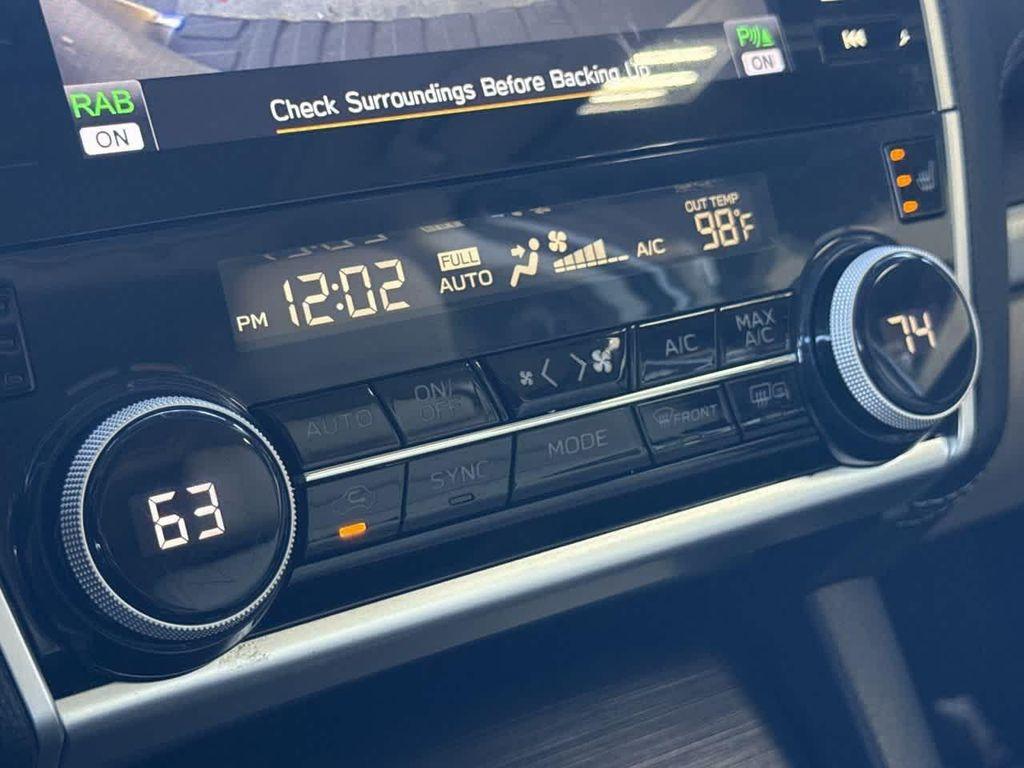 RAB
ON
Check Surroundings Before Backing Up
P
ON
PM 12:02
FULL
AUTO
A/C
OUT TEMP
98°F
74
AUTO
ON/
OFF
A/C
MAX
A/C
SYNC
MODE
FRONT
63